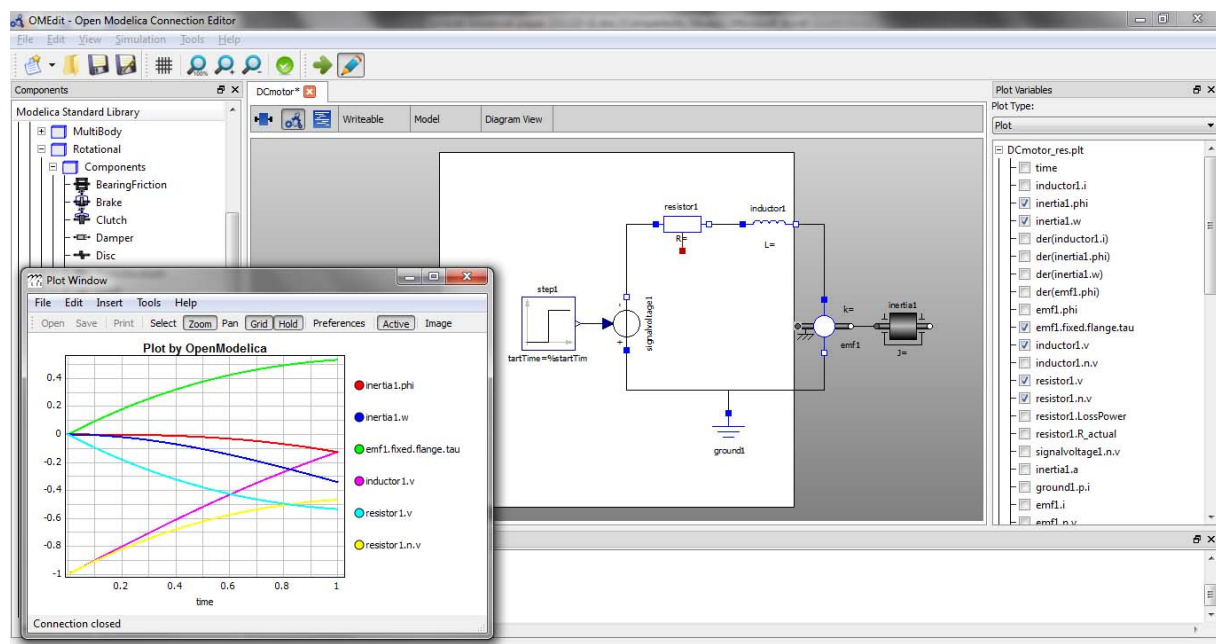 OMEdit - Open Modelica Connection Editor
File Edit View Simulation Tools Help
100%
Components
Modelica Standard Library
MultiBody
Rotational
Components
BearingFriction
Brake
Clutch
Damper
Disc
DCmotor*
Writeable Model Diagram View
resistor1
R=
inductor1
L=
step1
tartTime=%startTim
signalvoltage1
-
+
k=
emf1
inertia1
J=
ground1
Plot Variables
Plot Type:
Plot
DCmotor_res.plt
time
inductor1.i
inertia1.phi
inertia1.w
der(inductor1.i)
der(inertia1.phi)
der(inertia1.w)
der(emf1.phi)
emf1.phi
emf1.fixed.flange.tau
inductor1.v
inductor1.n.v
resistor1.v
resistor1.n.v
resistor1.LossPower
resistor1.R_actual
signalvoltage1.n.v
inertia1.a
ground1.p.i
emf1.i
emf1.n.v
Plot Window
File Edit Insert Tools Help
Open Save Print Select Zoom Pan Grid Hold Preferences Active Image
Plot by OpenModelica
0.4
0.2
0
-0.2
-0.4
-0.6
-0.8
-1
0.2 0.4 0.6 0.8 1
time
inertia1.phi
inertia1.w
emf1.fixed.flange.tau
inductor1.v
resistor1.v
resistor1.n.v
Connection closed